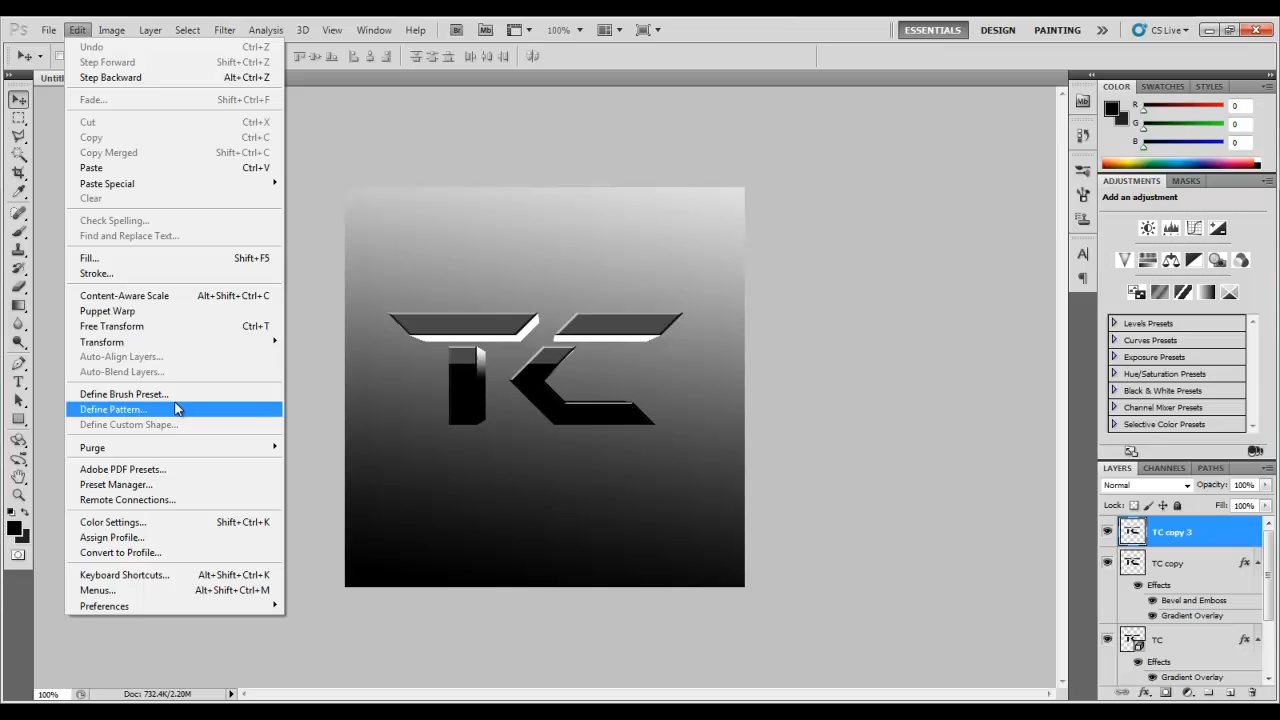 Ps File Edit Image Layer Select Filter Analysis 3D View Window Help Br Mb 100% ESSENTIALS DESIGN PAINTING CS Live
Undo Ctrl+Z
Step Forward Shift+Ctrl+Z
Step Backward Alt+Ctrl+Z
Fade... Shift+Ctrl+F
Cut Ctrl+X
Copy Ctrl+C
Copy Merged Shift+Ctrl+C
Paste Ctrl+V
Paste Special
Clear
Check Spelling...
Find and Replace Text...
Fill... Shift+F5
Stroke...
Content-Aware Scale Alt+Shift+Ctrl+C
Puppet Warp
Free Transform Ctrl+T
Transform
Auto-Align Layers...
Auto-Blend Layers...
Define Brush Preset...
Define Pattern...
Define Custom Shape...
Purge
Adobe PDF Presets...
Preset Manager...
Remote Connections...
Color Settings... Shift+Ctrl+K
Assign Profile...
Convert to Profile...
Keyboard Shortcuts... Alt+Shift+Ctrl+K
Menus... Alt+Shift+Ctrl+M
Preferences
Untitl
TC
100% Doc: 732.4K/2.20M
Mb
COLOR SWATCHES STYLES
R 0
G 0
B 0
ADJUSTMENTS MASKS
Add an adjustment
Levels Presets
Curves Presets
Exposure Presets
Hue/Saturation Presets
Black & White Presets
Channel Mixer Presets
Selective Color Presets
LAYERS CHANNELS PATHS
Normal Opacity: 100%
Lock: Fill: 100%
TC copy 3
TC copy fx
Effects
Bevel and Emboss
Gradient Overlay
TC fx
Effects
Gradient Overlay